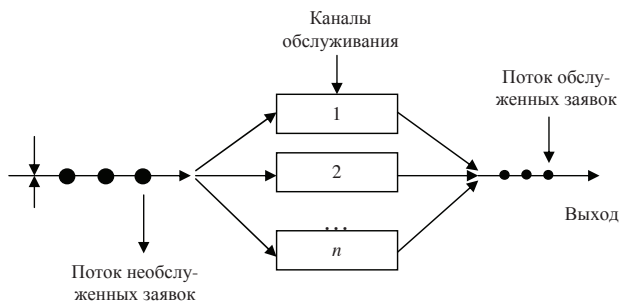 Каналы
обслуживания
Поток обслу-
женных заявок
1
2
...
n
Выход
Поток необслу-
женных заявок